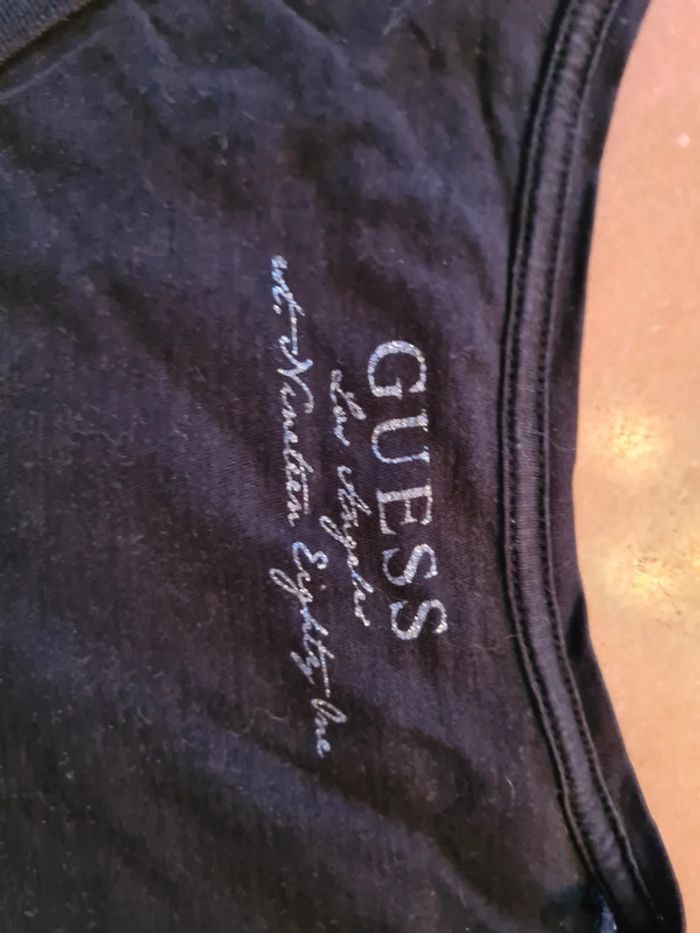 GUESS
Los Angeles
est. Nineteen Eighty-One